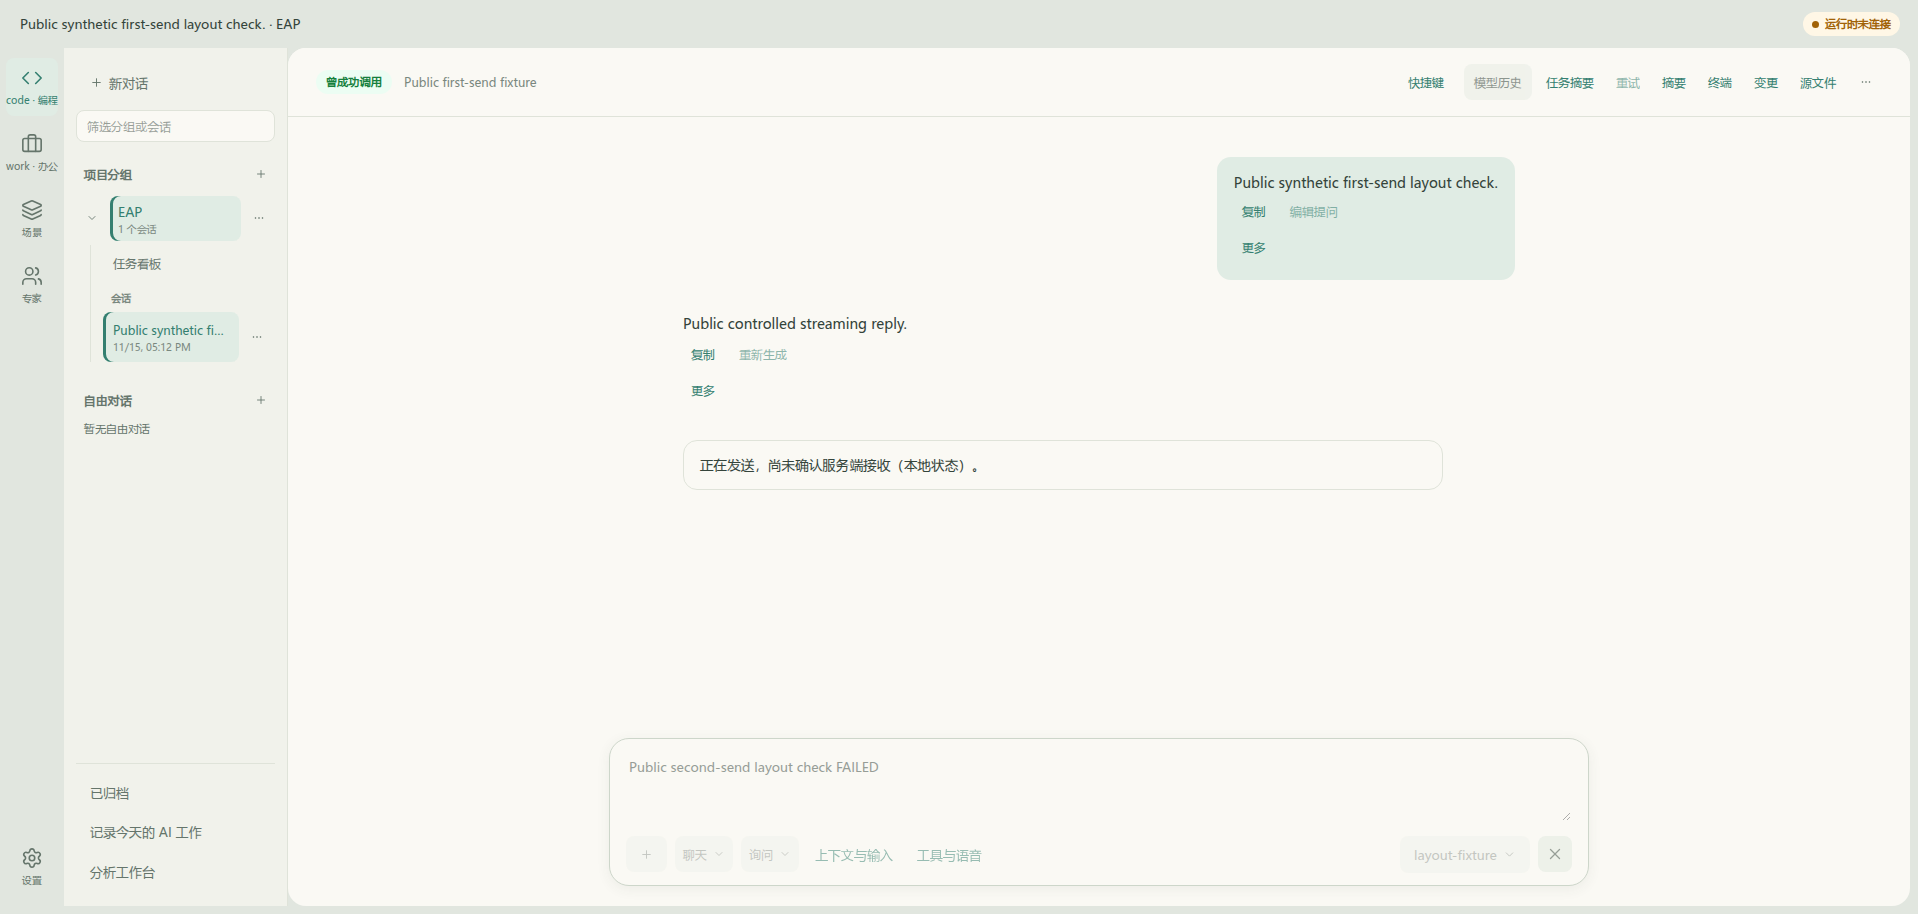 Public synthetic first-send layout check. · EAP
运行时未连接
code · 编程
work · 办公
场景
专家
设置
+ 新对话
筛选分组或会话
项目分组
EAP
1 个会话
任务看板
会话
Public synthetic fi...
11/15, 05:12 PM
自由对话
暂无自由对话
已归档
记录今天的 AI 工作
分析工作台
曾成功调用 Public first-send fixture
快捷键 模型历史 任务摘要 重试 摘要 终端 变更 源文件 ...
Public synthetic first-send layout check.
复制 编辑提问
更多
Public controlled streaming reply.
复制 重新生成
更多
正在发送，尚未确认服务端接收（本地状态）。
Public second-send layout check FAILED
聊天 询问 上下文与输入 工具与语音 layout-fixture